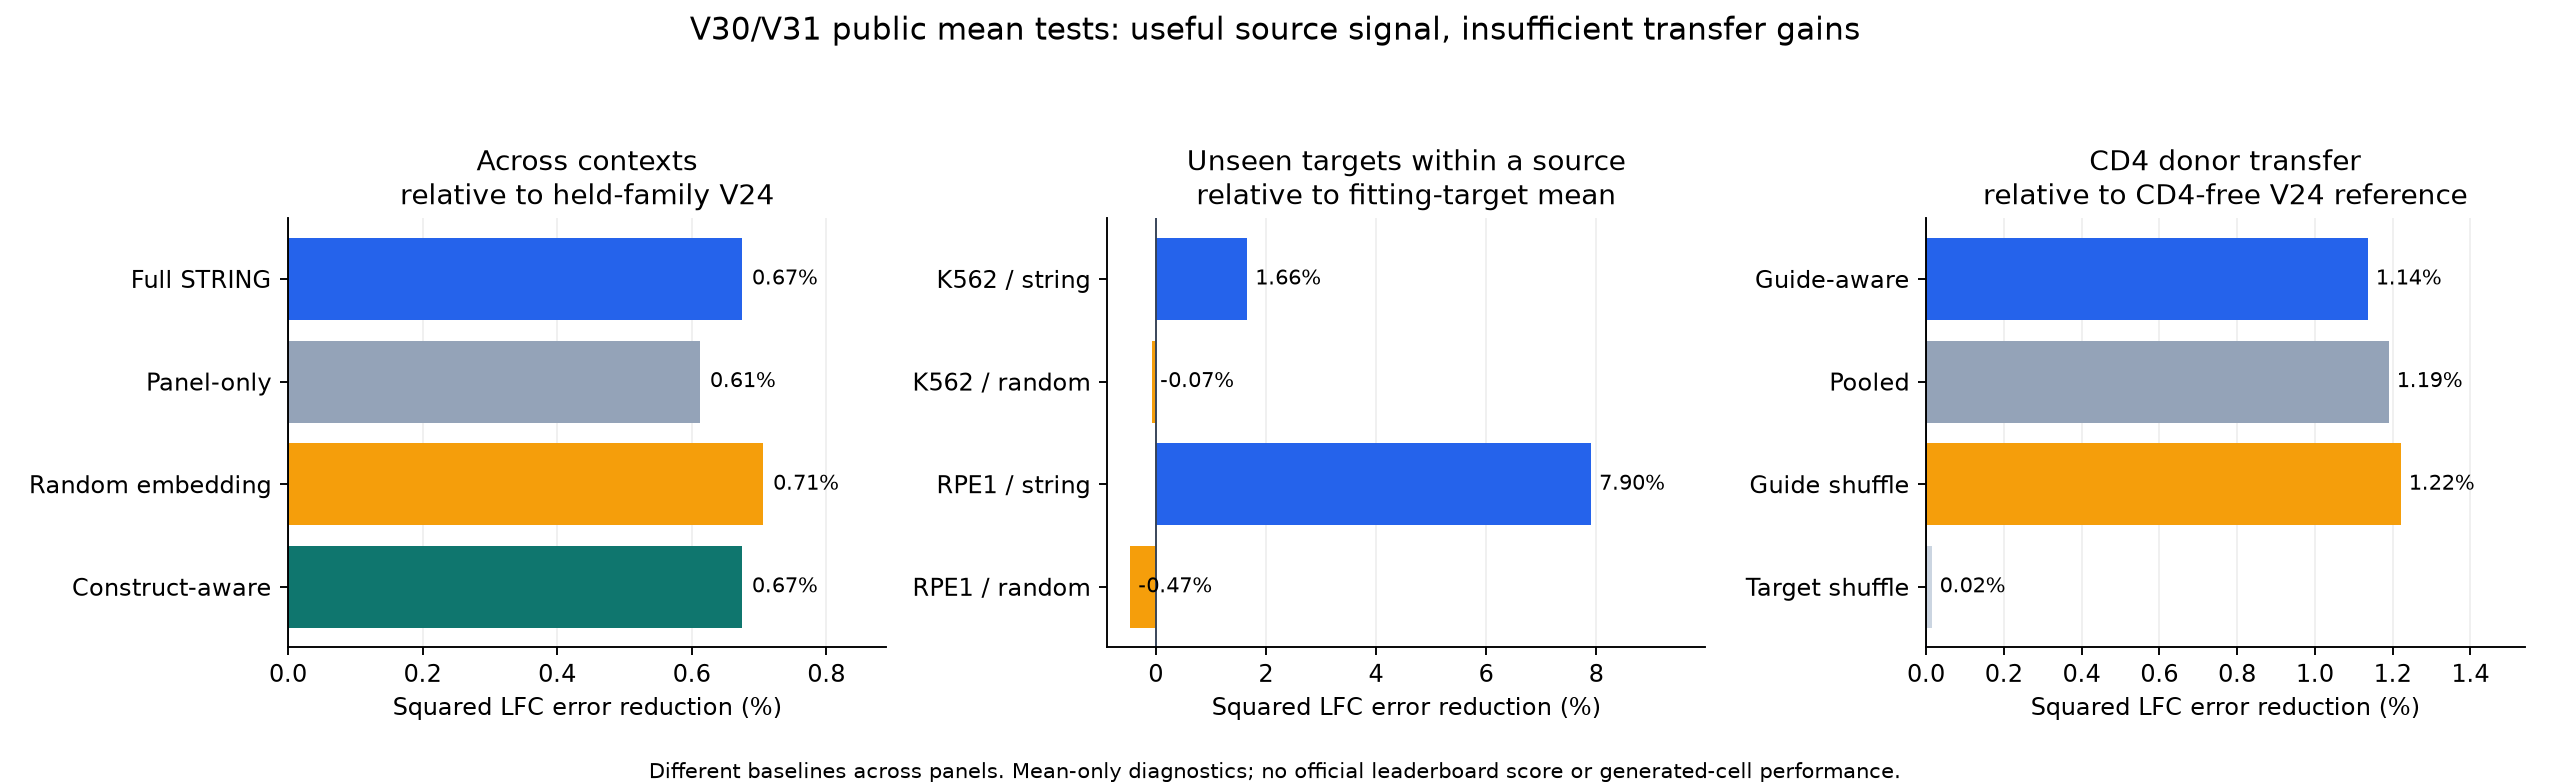 V30/V31 public mean tests: useful source signal, insufficient transfer gains
Across contexts
relative to held-family V24
Full STRING
0.67%
Panel-only
0.61%
Random embedding
0.71%
Construct-aware
0.67%
0.0 0.2 0.4 0.6 0.8
Squared LFC error reduction (%)
Unseen targets within a source
relative to fitting-target mean
K562 / string
1.66%
K562 / random
-0.07%
RPE1 / string
7.90%
RPE1 / random
-0.47%
0 2 4 6 8
Squared LFC error reduction (%)
CD4 donor transfer
relative to CD4-free V24 reference
Guide-aware
1.14%
Pooled
1.19%
Guide shuffle
1.22%
Target shuffle
0.02%
0.0 0.2 0.4 0.6 0.8 1.0 1.2 1.4
Squared LFC error reduction (%)
Different baselines across panels. Mean-only diagnostics; no official leaderboard score or generated-cell performance.